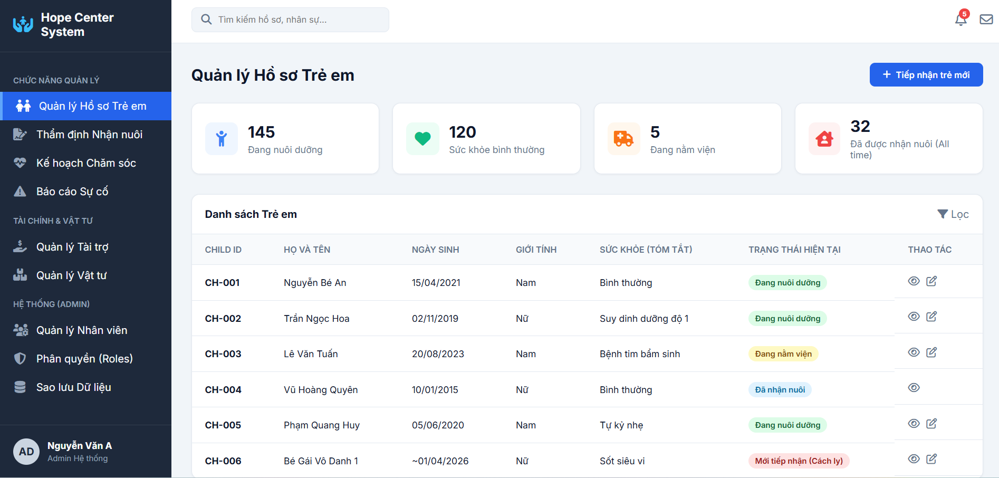 Hope Center
System
Tìm kiếm hồ sơ, nhân sự...
5
CHỨC NĂNG QUẢN LÝ
Quản lý Hồ sơ Trẻ em
Thẩm định Nhận nuôi
Kế hoạch Chăm sóc
Báo cáo Sự cố
TÀI CHÍNH & VẬT TƯ
Quản lý Tài trợ
Quản lý Vật tư
HỆ THỐNG (ADMIN)
Quản lý Nhân viên
Phân quyền (Roles)
Sao lưu Dữ liệu
AD
Nguyễn Văn A
Admin Hệ thống
Quản lý Hồ sơ Trẻ em
+ Tiếp nhận trẻ mới
145
Đang nuôi dưỡng
120
Sức khỏe bình thường
5
Đang nằm viện
32
Đã được nhận nuôi (All
time)
Danh sách Trẻ em
Lọc
CHILD ID HỌ VÀ TÊN NGÀY SINH GIỚI TÍNH SỨC KHỎE (TÓM TẮT) TRẠNG THÁI HIỆN TẠI THAO TÁC
CH-001 Nguyễn Bé An 15/04/2021 Nam Bình thường Đang nuôi dưỡng
CH-002 Trần Ngọc Hoa 02/11/2019 Nữ Suy dinh dưỡng độ 1 Đang nuôi dưỡng
CH-003 Lê Văn Tuấn 20/08/2023 Nam Bệnh tim bẩm sinh Đang nằm viện
CH-004 Vũ Hoàng Quyên 10/01/2015 Nữ Bình thường Đã nhận nuôi
CH-005 Phạm Quang Huy 05/06/2020 Nam Tự kỷ nhẹ Đang nuôi dưỡng
CH-006 Bé Gái Vô Danh 1 ~01/04/2026 Nữ Sốt siêu vi Mới tiếp nhận (Cách ly)